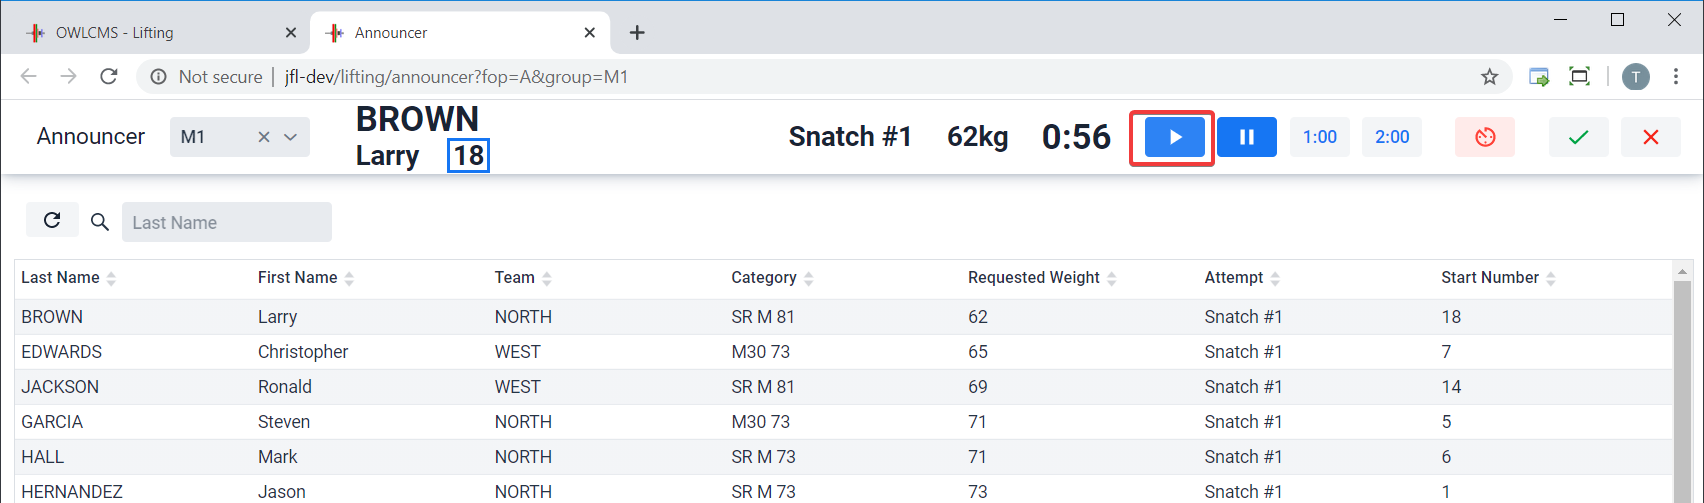 OWLCMS - Lifting
Announcer
Not secure | jfl-dev/lifting/announcer?fop=A&group=M1
T
Announcer
M1
BROWN
Larry 18
Snatch #1 62kg 0:56 1:00 2:00
Last Name
Last Name First Name Team Category Requested Weight Attempt Start Number
BROWN Larry NORTH SR M 81 62 Snatch #1 18
EDWARDS Christopher WEST M30 73 65 Snatch #1 7
JACKSON Ronald WEST SR M 81 69 Snatch #1 14
GARCIA Steven NORTH M30 73 71 Snatch #1 5
HALL Mark NORTH SR M 73 71 Snatch #1 6
HERNANDEZ Jason NORTH SR M 73 73 Snatch #1 1